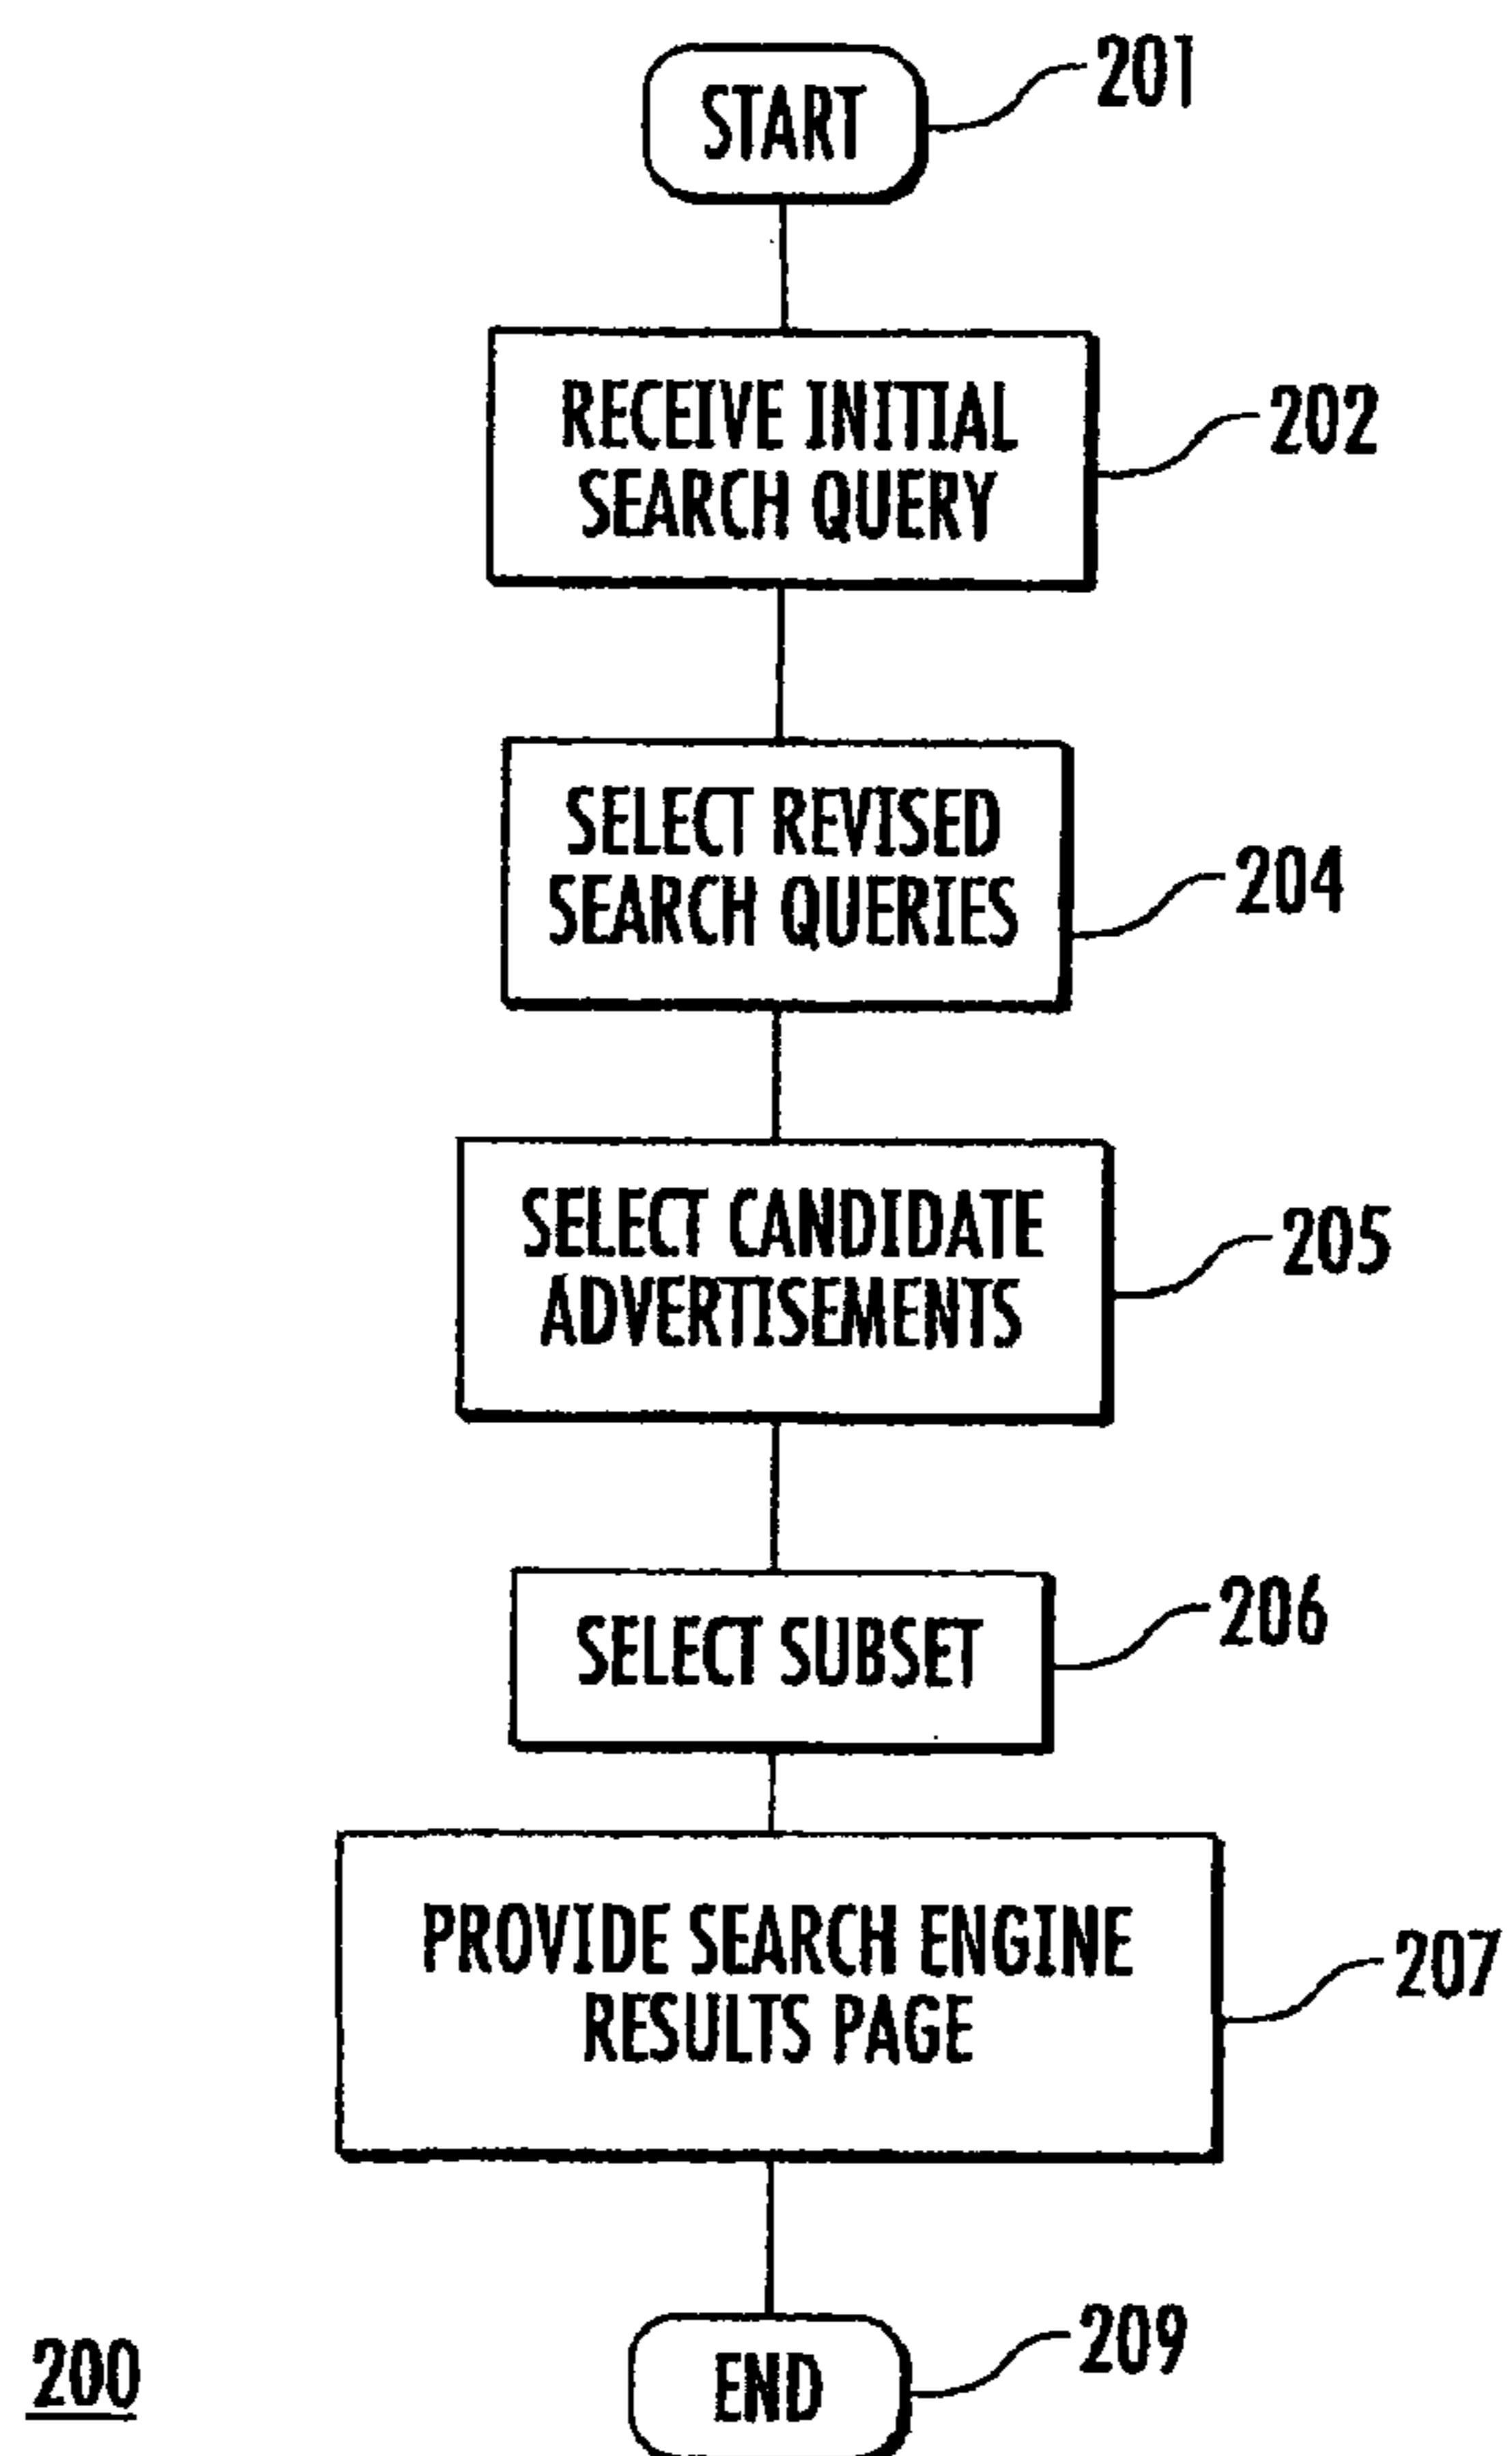 START
201
RECEIVE INITIAL
SEARCH QUERY
202
SELECT REVISED
SEARCH QUERIES
204
SELECT CANDIDATE
ADVERTISEMENTS
205
SELECT SUBSET
206
PROVIDE SEARCH ENGINE
RESULTS PAGE
207
END
209
200